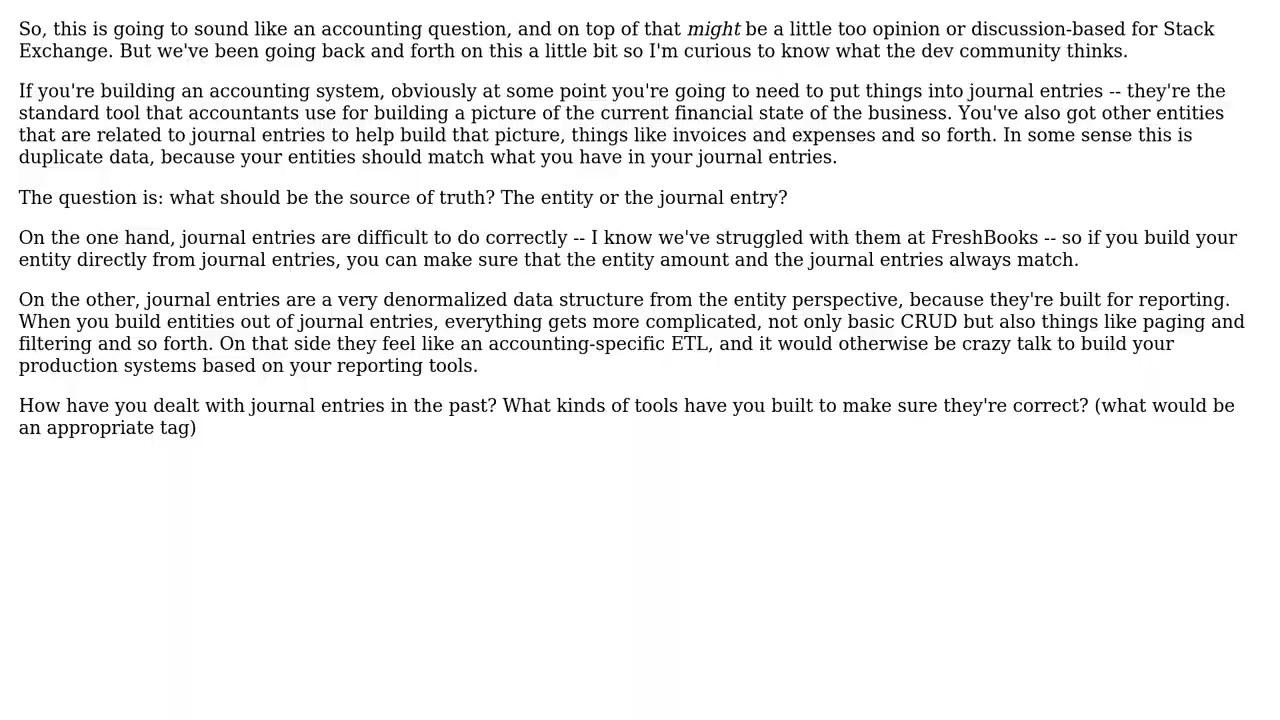 So, this is going to sound like an accounting question, and on top of that might be a little too opinion or discussion-based for Stack
Exchange. But we've been going back and forth on this a little bit so I'm curious to know what the dev community thinks.
If you're building an accounting system, obviously at some point you're going to need to put things into journal entries -- they're the
standard tool that accountants use for building a picture of the current financial state of the business. You've also got other entities
that are related to journal entries to help build that picture, things like invoices and expenses and so forth. In some sense this is
duplicate data, because your entities should match what you have in your journal entries.
The question is: what should be the source of truth? The entity or the journal entry?
On the one hand, journal entries are difficult to do correctly -- I know we've struggled with them at FreshBooks -- so if you build your
entity directly from journal entries, you can make sure that the entity amount and the journal entries always match.
On the other, journal entries are a very denormalized data structure from the entity perspective, because they're built for reporting.
When you build entities out of journal entries, everything gets more complicated, not only basic CRUD but also things like paging and
filtering and so forth. On that side they feel like an accounting-specific ETL, and it would otherwise be crazy talk to build your
production systems based on your reporting tools.
How have you dealt with journal entries in the past? What kinds of tools have you built to make sure they're correct? (what would be
an appropriate tag)